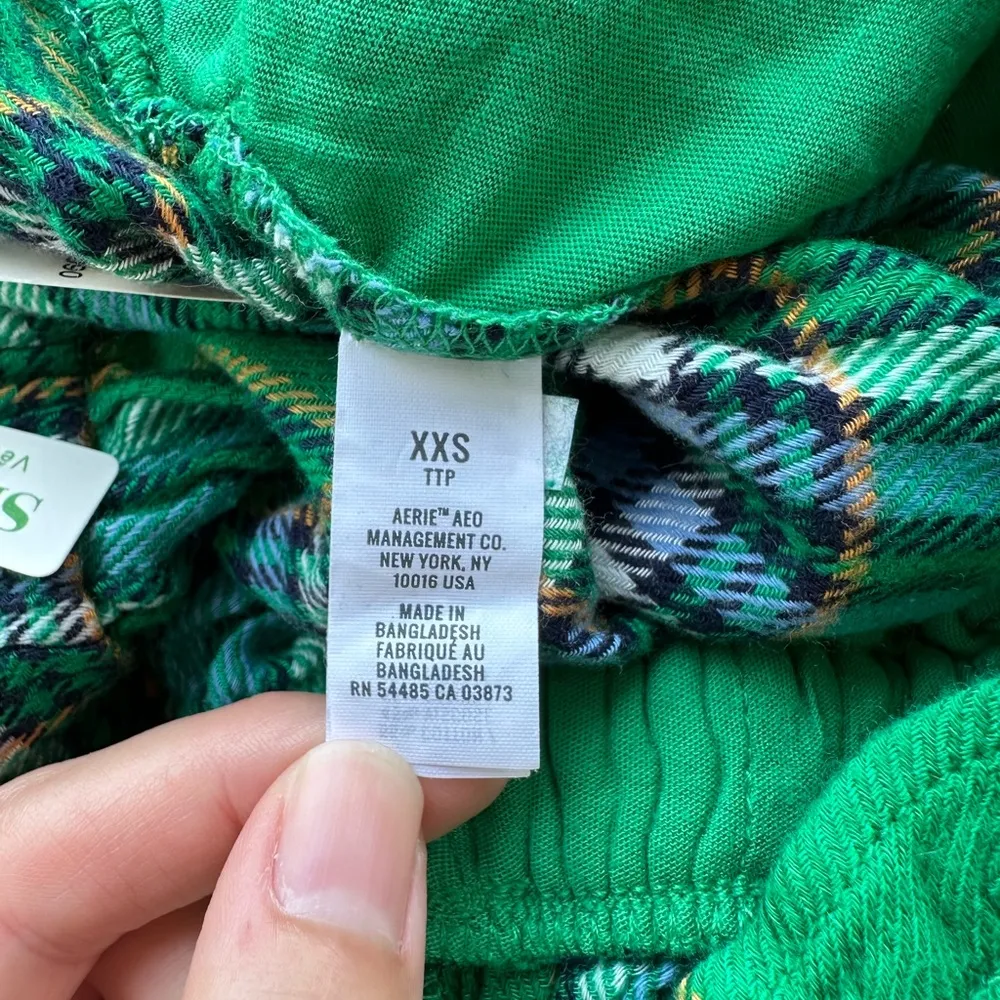 XXS
TTP
AERIE™ AEO
MANAGEMENT CO.
NEW YORK, NY
10016 USA
MADE IN
BANGLADESH
FABRIQUÉ AU
BANGLADESH
RN 54485 CA 03873